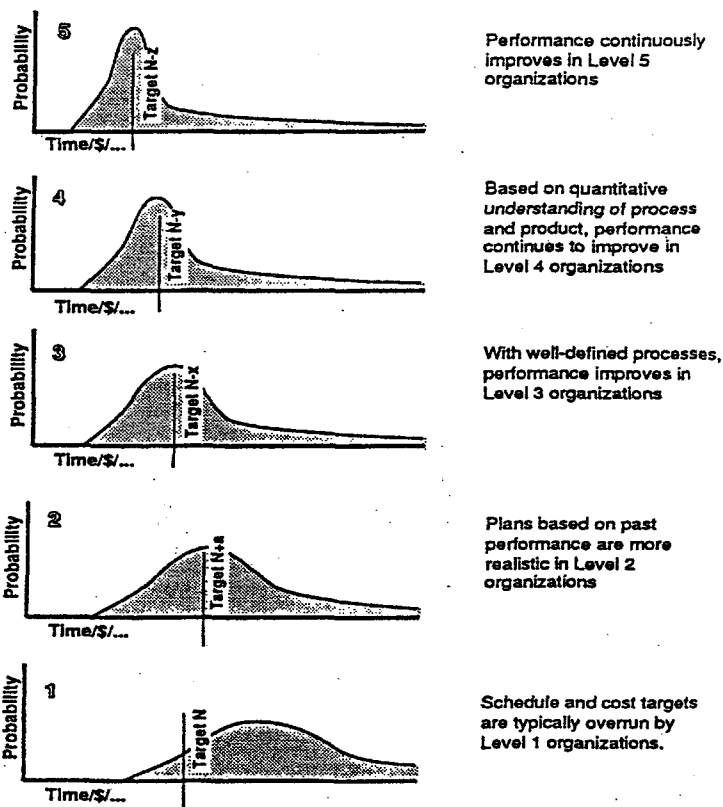 Probability
5
Target N-z
Time/$/...
Performance continuously
improves in Level 5
organizations
Probability
4
Target N-y
Time/$/...
Based on quantitative
understanding of process
and product, performance
continues to improve in
Level 4 organizations
Probability
3
Target N-x
Time/$/...
With well-defined processes,
performance improves in
Level 3 organizations
Probability
2
Target N+a
Time/$/...
Plans based on past
performance are more
realistic in Level 2
organizations
Probability
1
Target N
Time/$/...
Schedule and cost targets
are typically overrun by
Level 1 organizations.